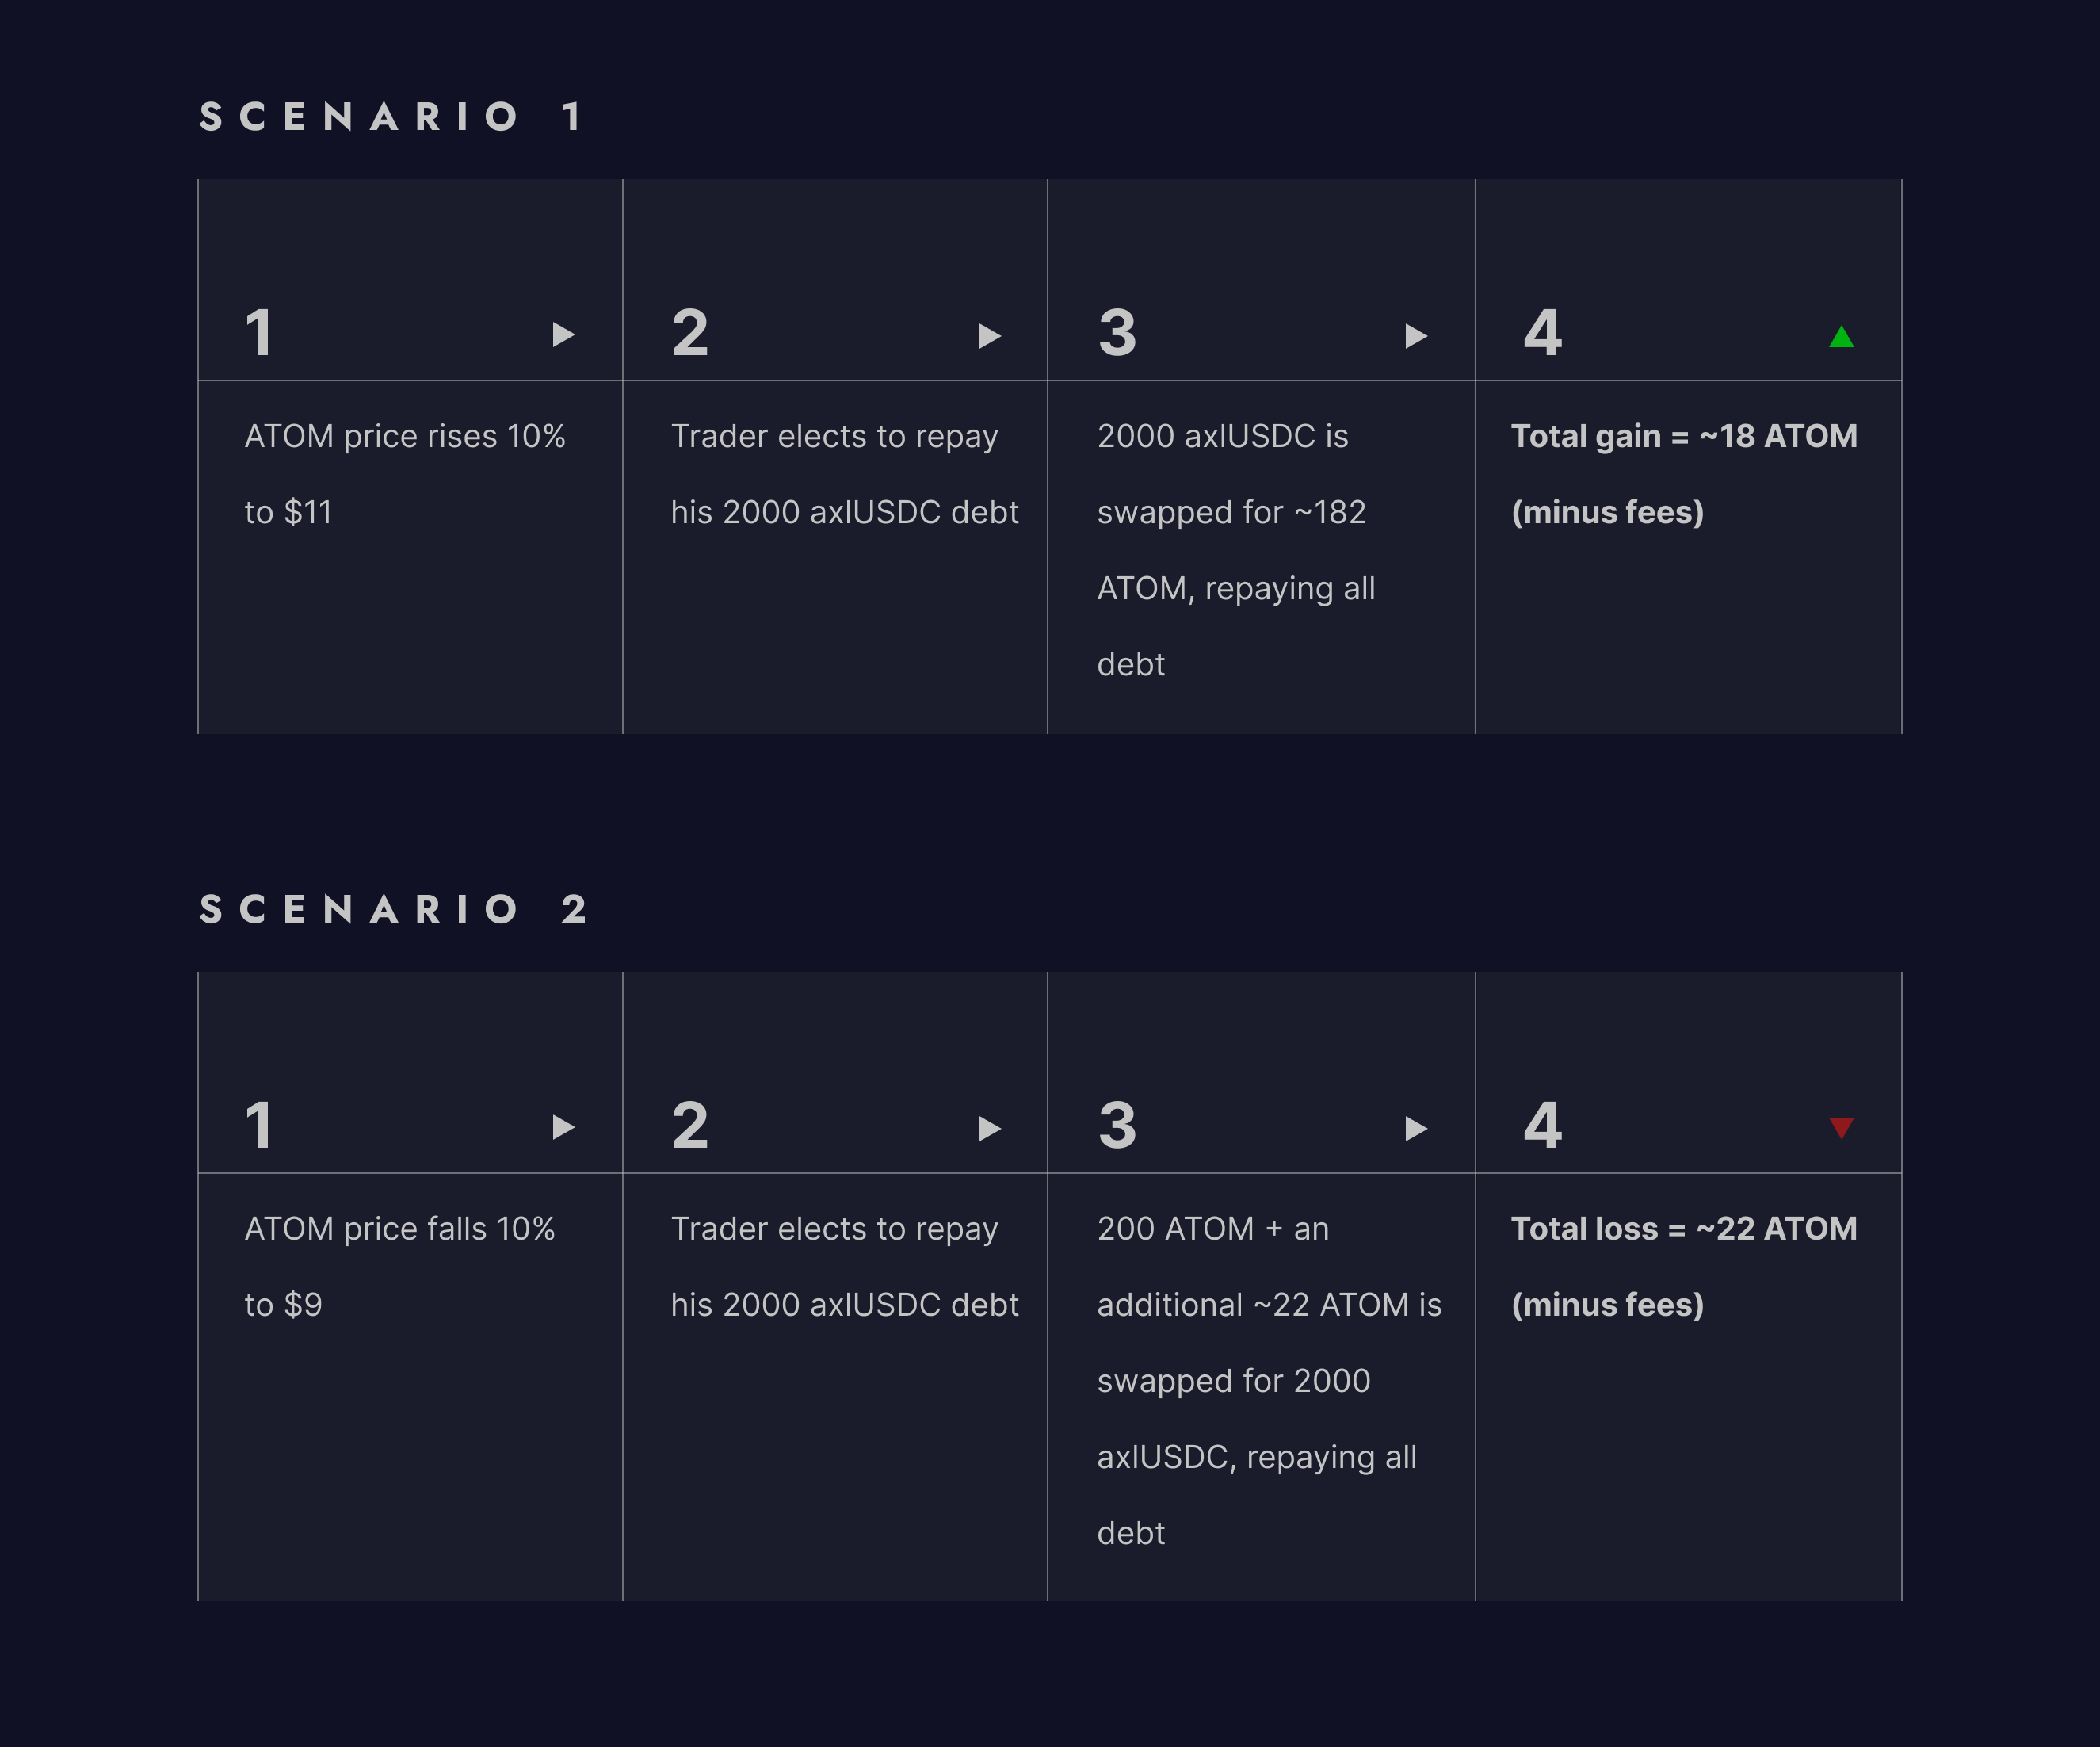 SCENARIO 1
1
2
3
4
ATOM price rises 10%
to $11
Trader elects to repay
his 2000 axlUSDC debt
2000 axlUSDC is
swapped for ~182
ATOM, repaying all
debt
Total gain = ~18 ATOM
(minus fees)
SCENARIO 2
1
2
3
4
ATOM price falls 10%
to $9
Trader elects to repay
his 2000 axlUSDC debt
200 ATOM + an
additional ~22 ATOM is
swapped for 2000
axlUSDC, repaying all
debt
Total loss = ~22 ATOM
(minus fees)